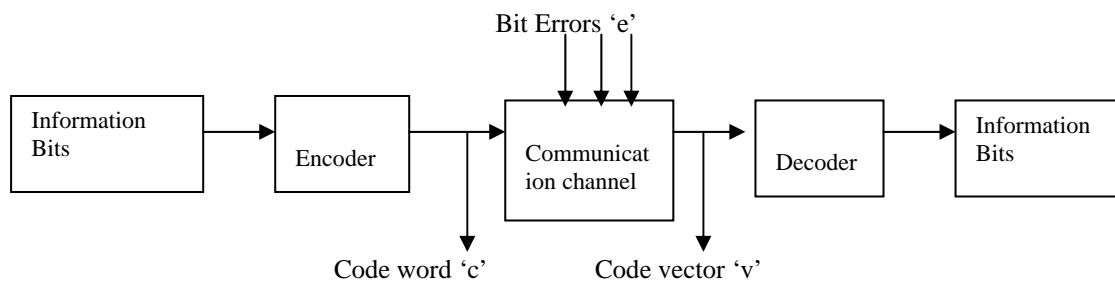 Bit Errors ‘e’
Information
Bits
Encoder
Communicat
ion channel
Decoder
Information
Bits
Code word ‘c’
Code vector ‘v’